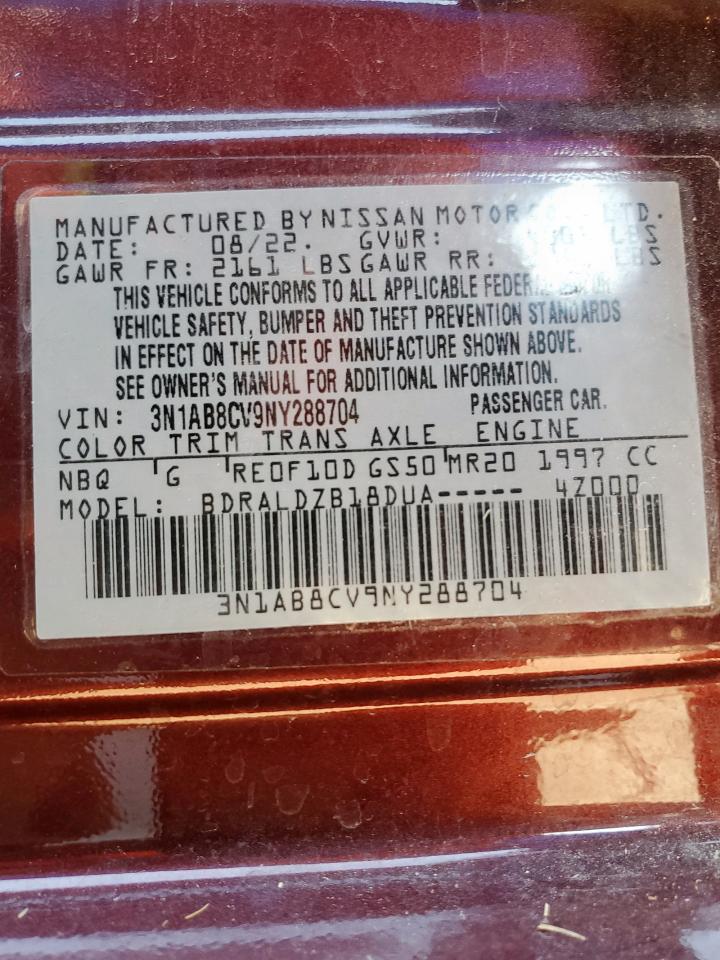 MANUFACTURED BY NISSAN MOTOR LTD.
DATE: 08/22. GVWR: LBS
GAWR FR: 2161 LBS GAWR RR: LBS
THIS VEHICLE CONFORMS TO ALL APPLICABLE
VEHICLE SAFETY, BUMPER AND THEFT PREVENTION STANDARDS
IN EFFECT ON THE DATE OF MANUFACTURE SHOWN ABOVE.
SEE OWNER'S MANUAL FOR ADDITIONAL INFORMATION.
VIN: 3N1AB8CV9NY288704 PASSENGER CAR.
COLOR TRIM TRANS AXLE ENGINE
NBQ G RE0F10D GS50 MR20 1997 CC
MODEL: BDRALDZB18DUA----- 4Z000
3N1AB8CV9NY288704